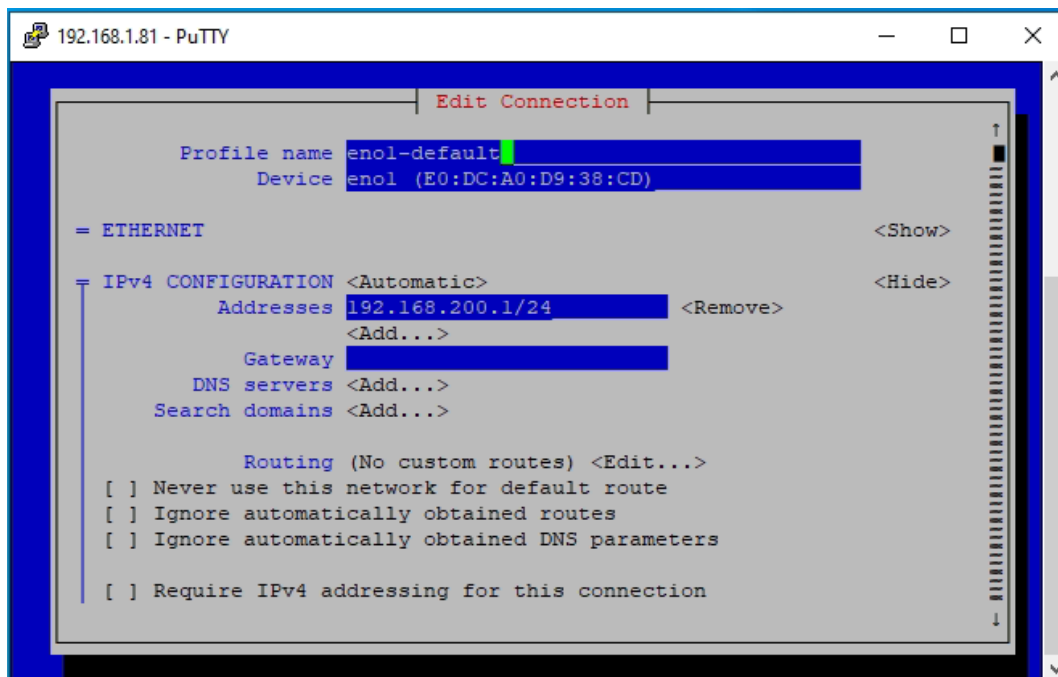 192.168.1.81 - PuTTY
Edit Connection
Profile name eno1-default
Device eno1 (E0:DC:A0:D9:38:CD)
= ETHERNET <Show>
IPv4 CONFIGURATION <Automatic> <Hide>
Addresses 192.168.200.1/24 <Remove>
<Add...>
Gateway
DNS servers <Add...>
Search domains <Add...>
Routing (No custom routes) <Edit...>
[ ] Never use this network for default route
[ ] Ignore automatically obtained routes
[ ] Ignore automatically obtained DNS parameters
[ ] Require IPv4 addressing for this connection